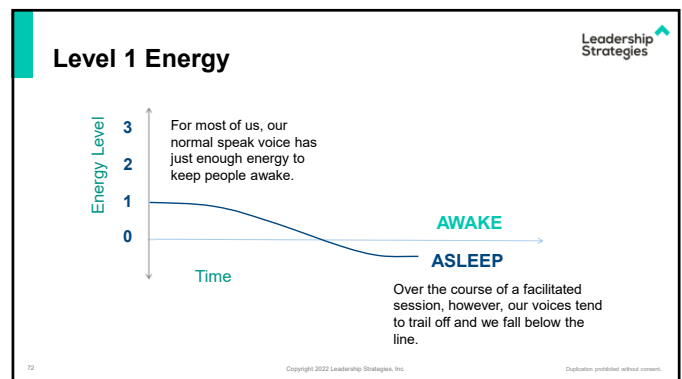 Level 1 Energy
Leadership
Strategies
Energy Level
3
2
1
0
For most of us, our
normal speak voice has
just enough energy to
keep people awake.
AWAKE
ASLEEP
Time
Over the course of a facilitated
session, however, our voices tend
to trail off and we fall below the
line.
72
Copyright 2022 Leadership Strategies, Inc.
Duplication prohibited without consent.